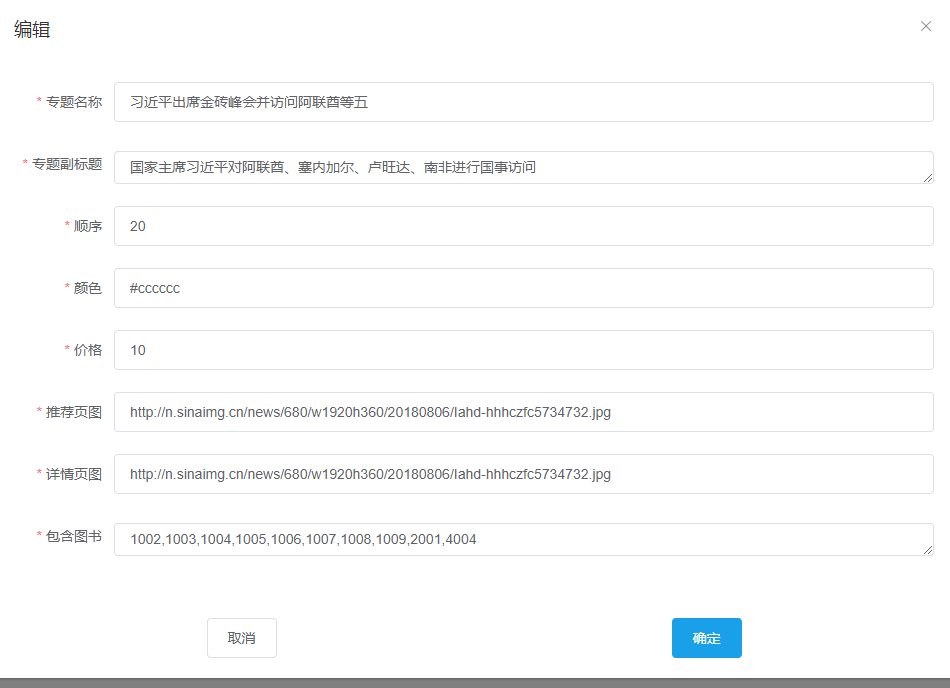 编辑
* 专题名称 习近平出席金砖峰会并访问阿联酋等五
* 专题副标题 国家主席习近平对阿联酋、塞内加尔、卢旺达、南非进行国事访问
* 顺序 20
* 颜色 #cccccc
* 价格 10
* 推荐页图 http://n.sinaimg.cn/news/680/w1920h360/20180806/Iahd-hhhczfc5734732.jpg
* 详情页图 http://n.sinaimg.cn/news/680/w1920h360/20180806/Iahd-hhhczfc5734732.jpg
* 包含图书 1002,1003,1004,1005,1006,1007,1008,1009,2001,4004
取消 确定